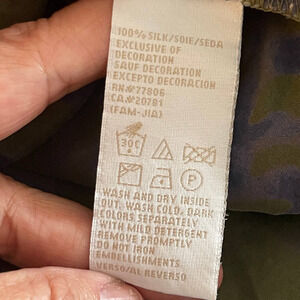 100% SILK/SOIE/SEDA
EXCLUSIVE OF
DECORATION
SAUF DECORATION
EXCEPTO DECORACION
RN#77806
CA#20781
(FAM-JIA)
30C
WASH AND DRY INSIDE
OUT. WASH COLD. DARK
COLORS SEPARATELY
WITH MILD DETERGENT
REMOVE PROMPTLY
DO NOT IRON
EMBELLISHMENTS
VERSO/AL REVERSO